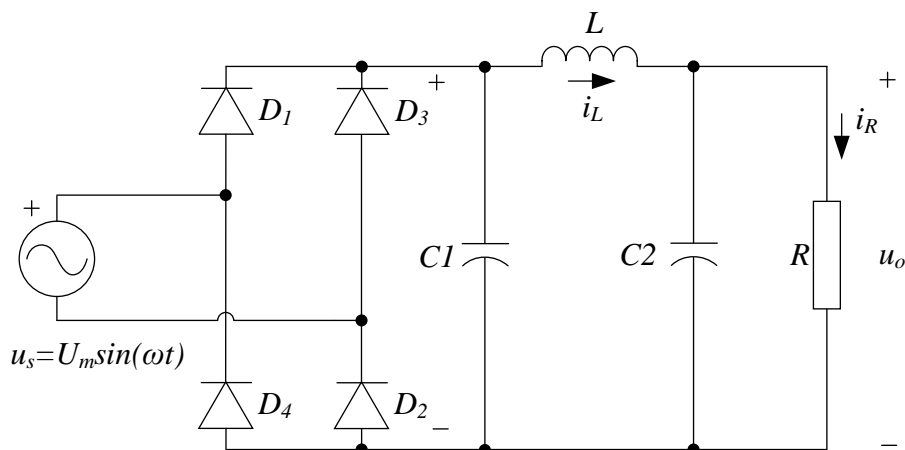 L
+
+
D1
D3
iL
iR
+
C1
C2
R
uo
us=Umsin(ωt)
D4
D2
−
−